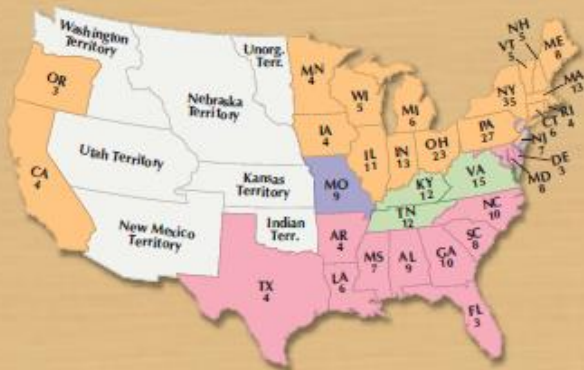 Washington
Territory
OR
3
CA
4
Unorg.
Terr.
Nebraska
Territory
Utah Territory
Kansas
Territory
New Mexico
Territory
Indian
Terr.
TX
4
MN
4
WI
5
MI
6
IA
4
IL
11
IN
13
OH
23
MO
9
KY
12
VA
15
TN
12
AR
4
LA
6
MS
7
AL
9
GA
10
SC
8
NC
10
FL
3
PA
27
NY
35
VT
5
NH
5
ME
8
MA
13
RI
4
CT
6
NJ
7
DE
3
MD
8